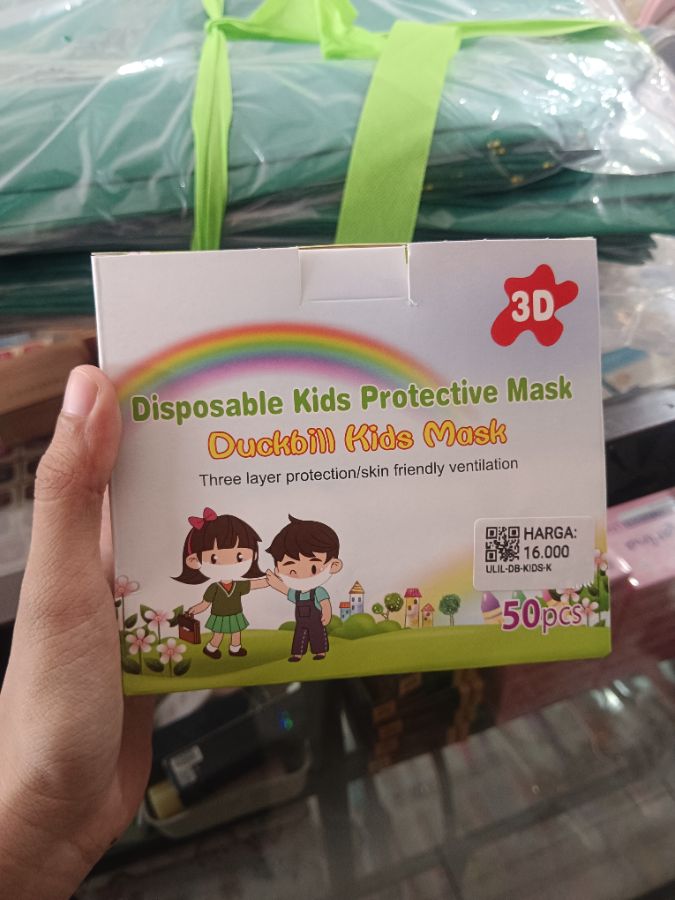 3D
Disposable Kids Protective Mask
Duckbill Kids Mask
Three layer protection/skin friendly ventilation
HARGA:
16.000
ULIL-DB-KIDS-K
50pcs